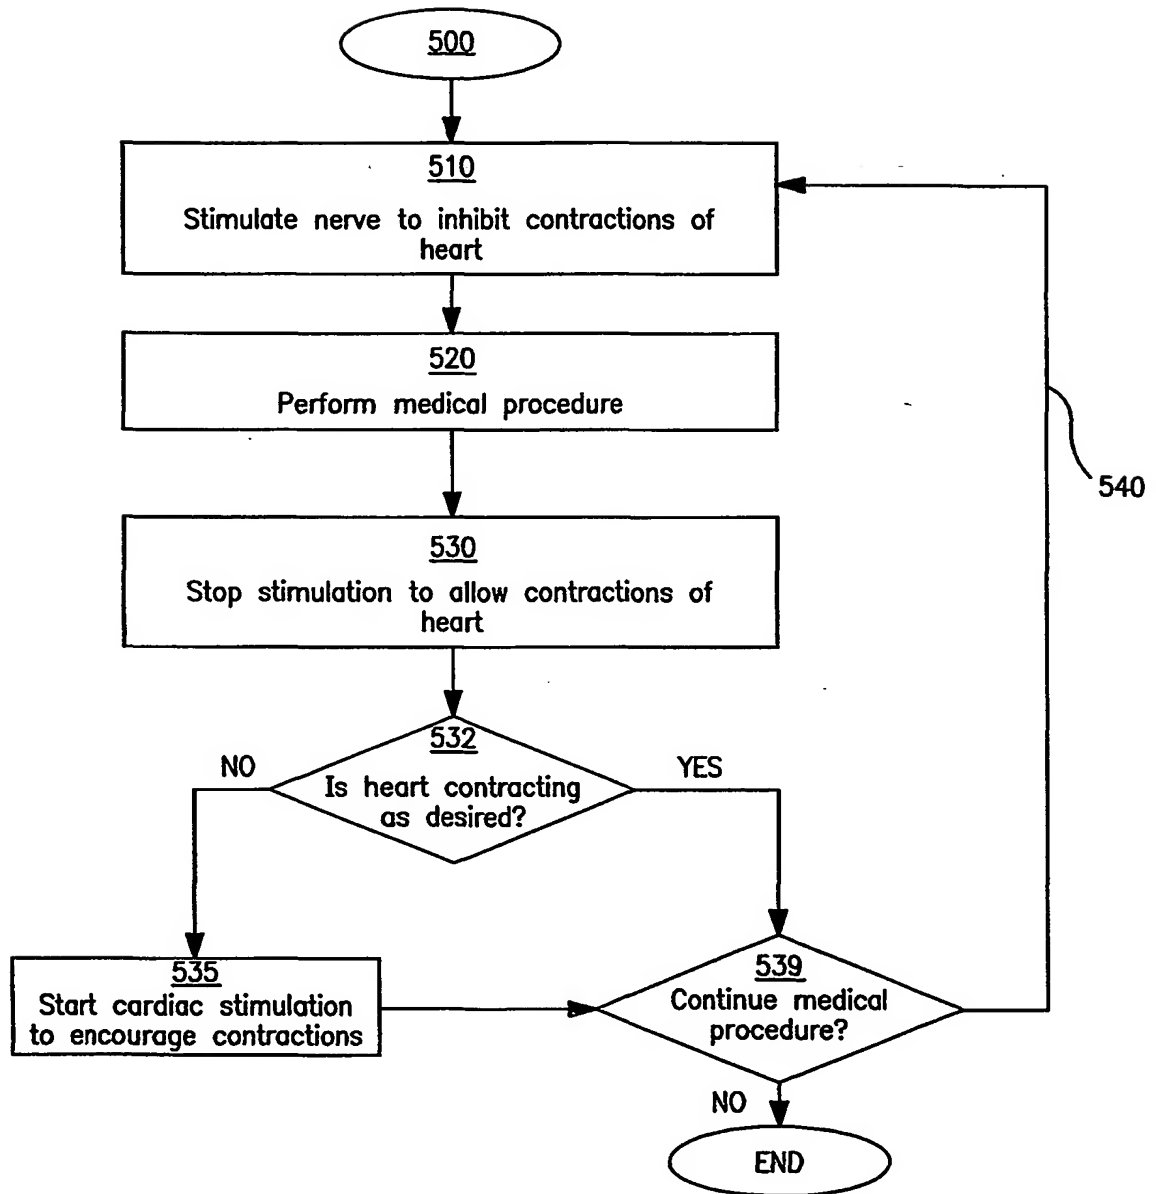 500
510
Stimulate nerve to inhibit contractions of
heart
520
Perform medical procedure
540
530
Stop stimulation to allow contractions of
heart
532
NO
YES
Is heart contracting
as desired?
535
Start cardiac stimulation
to encourage contractions
539
Continue medical
procedure?
NO
END